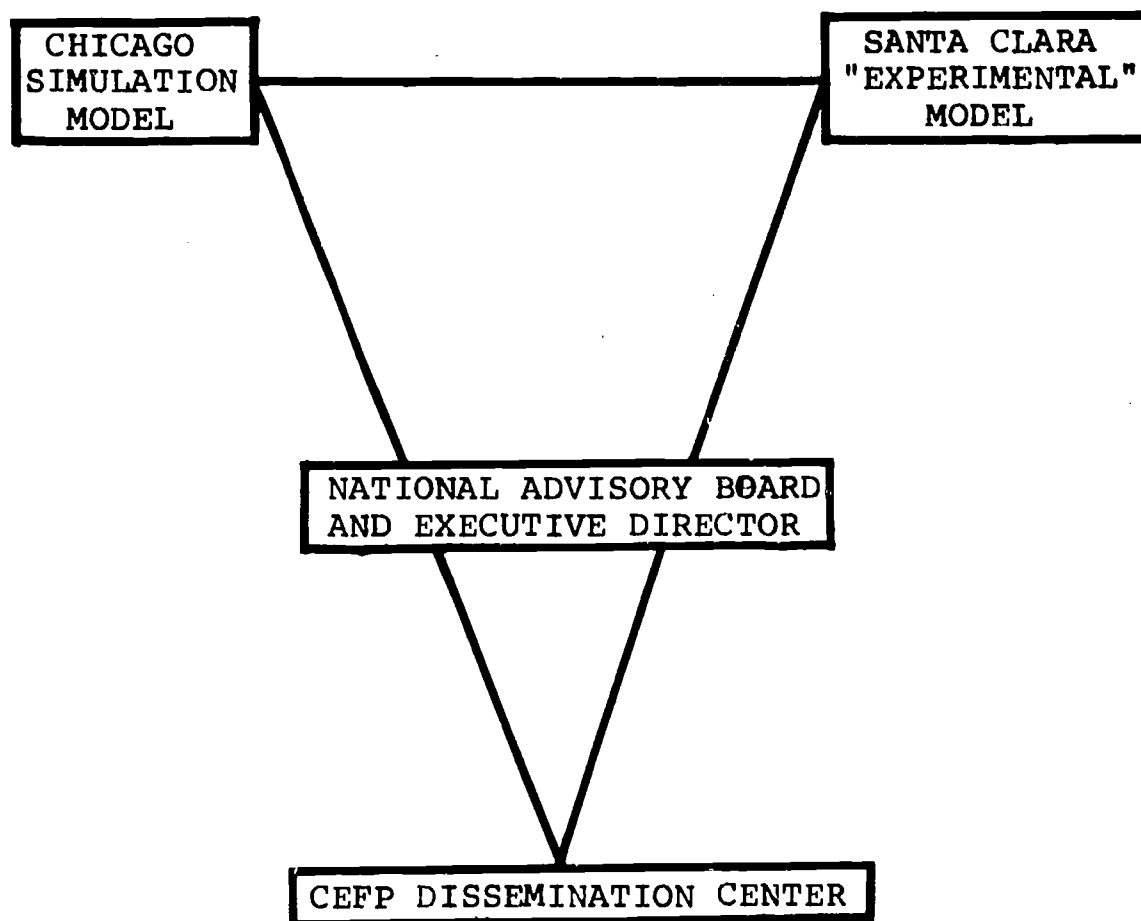 CHICAGO
SIMULATION
MODEL
SANTA CLARA
"EXPERIMENTAL"
MODEL
NATIONAL ADVISORY BOARD
AND EXECUTIVE DIRECTOR
CEFP DISSEMINATION CENTER